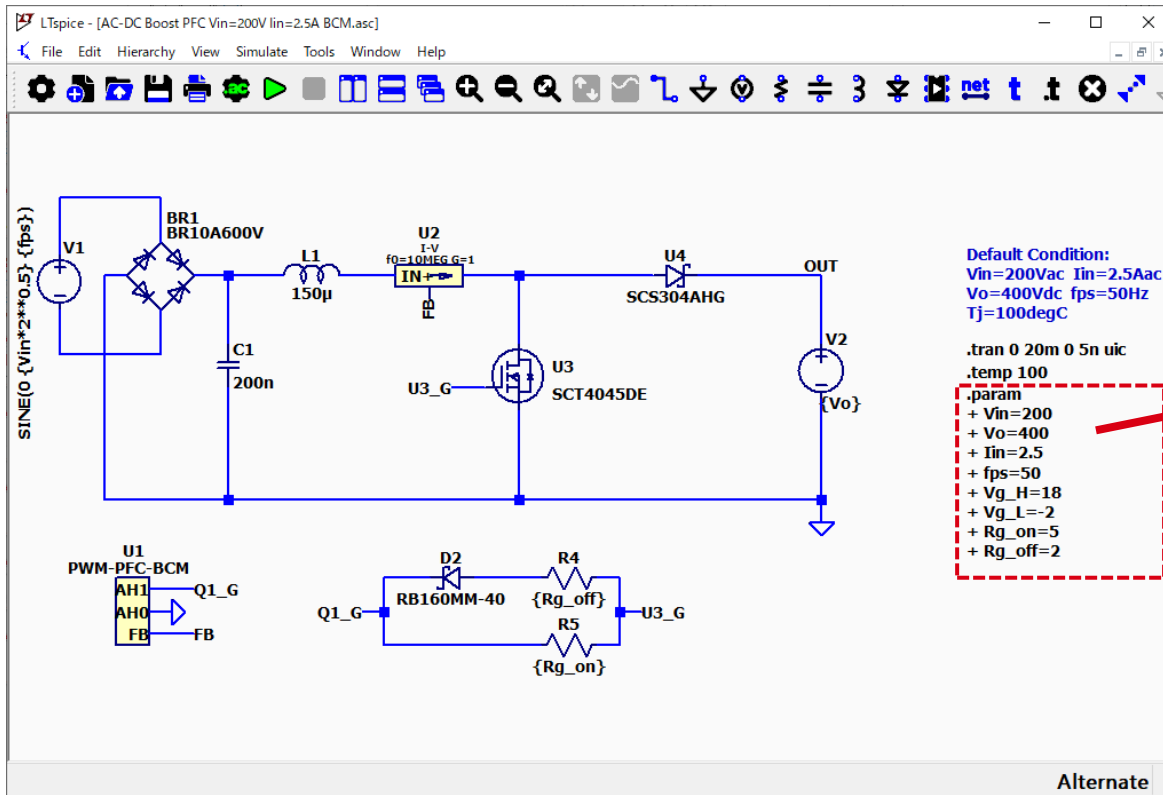 LTspice - [AC-DC Boost PFC Vin=200V Iin=2.5A BCM.asc]
File Edit Hierarchy View Simulate Tools Window Help
.ac
net t .t
SINE(0 {Vin*2**0.5} {fps})
V1
BR1
BR10A600V
L1
150µ
U2
I-V
f0=10MEG G=1
IN+
FB
C1
200n
U3_G
U3
SCT4045DE
U4
SCS304AHG
OUT
V2
{Vo}
Default Condition:
Vin=200Vac Iin=2.5Aac
Vo=400Vdc fps=50Hz
Tj=100degC
.tran 0 20m 0 5n uic
.temp 100
.param
+ Vin=200
+ Vo=400
+ Iin=2.5
+ fps=50
+ Vg_H=18
+ Vg_L=-2
+ Rg_on=5
+ Rg_off=2
U1
PWM-PFC-BCM
AH1 Q1_G
AH0
FB FB
D2
RB160MM-40
R4
{Rg_off}
Q1_G
U3_G
R5
{Rg_on}
Alternate